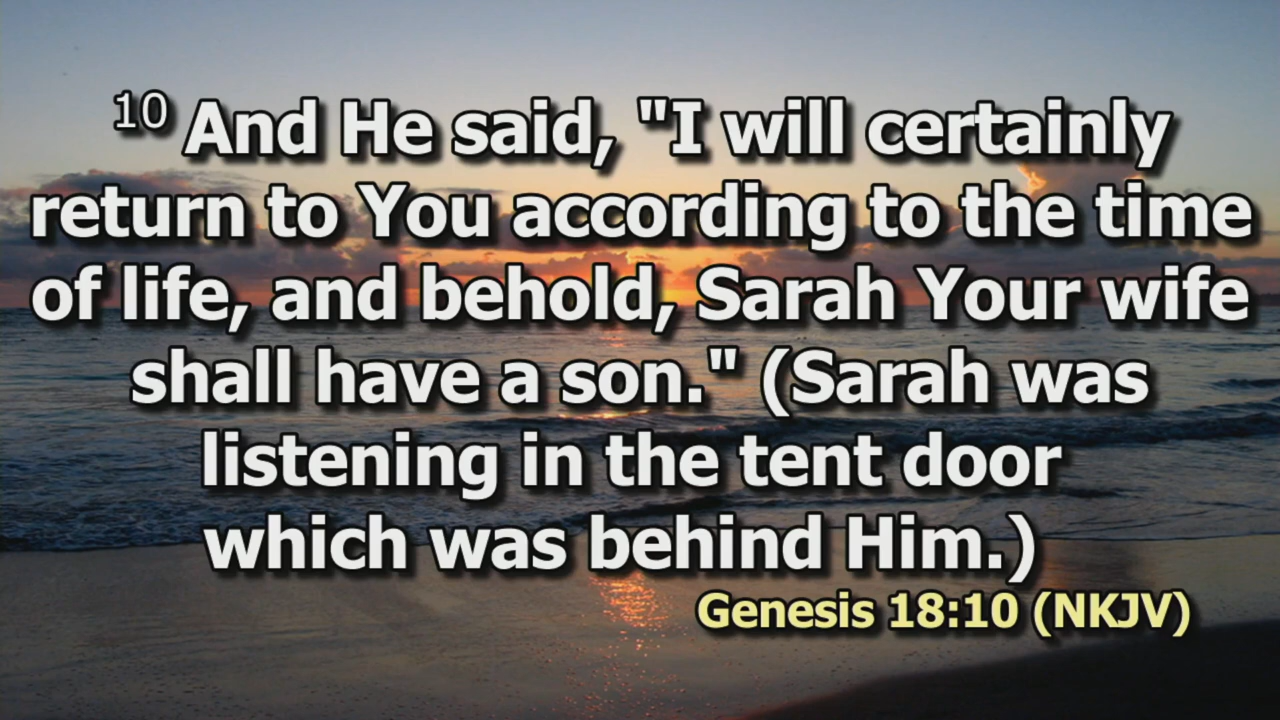 10 And He said, "I will certainly
return to You according to the time
of life, and behold, Sarah Your wife
shall have a son." (Sarah was
listening in the tent door
which was behind Him.)
Genesis 18:10 (NKJV)